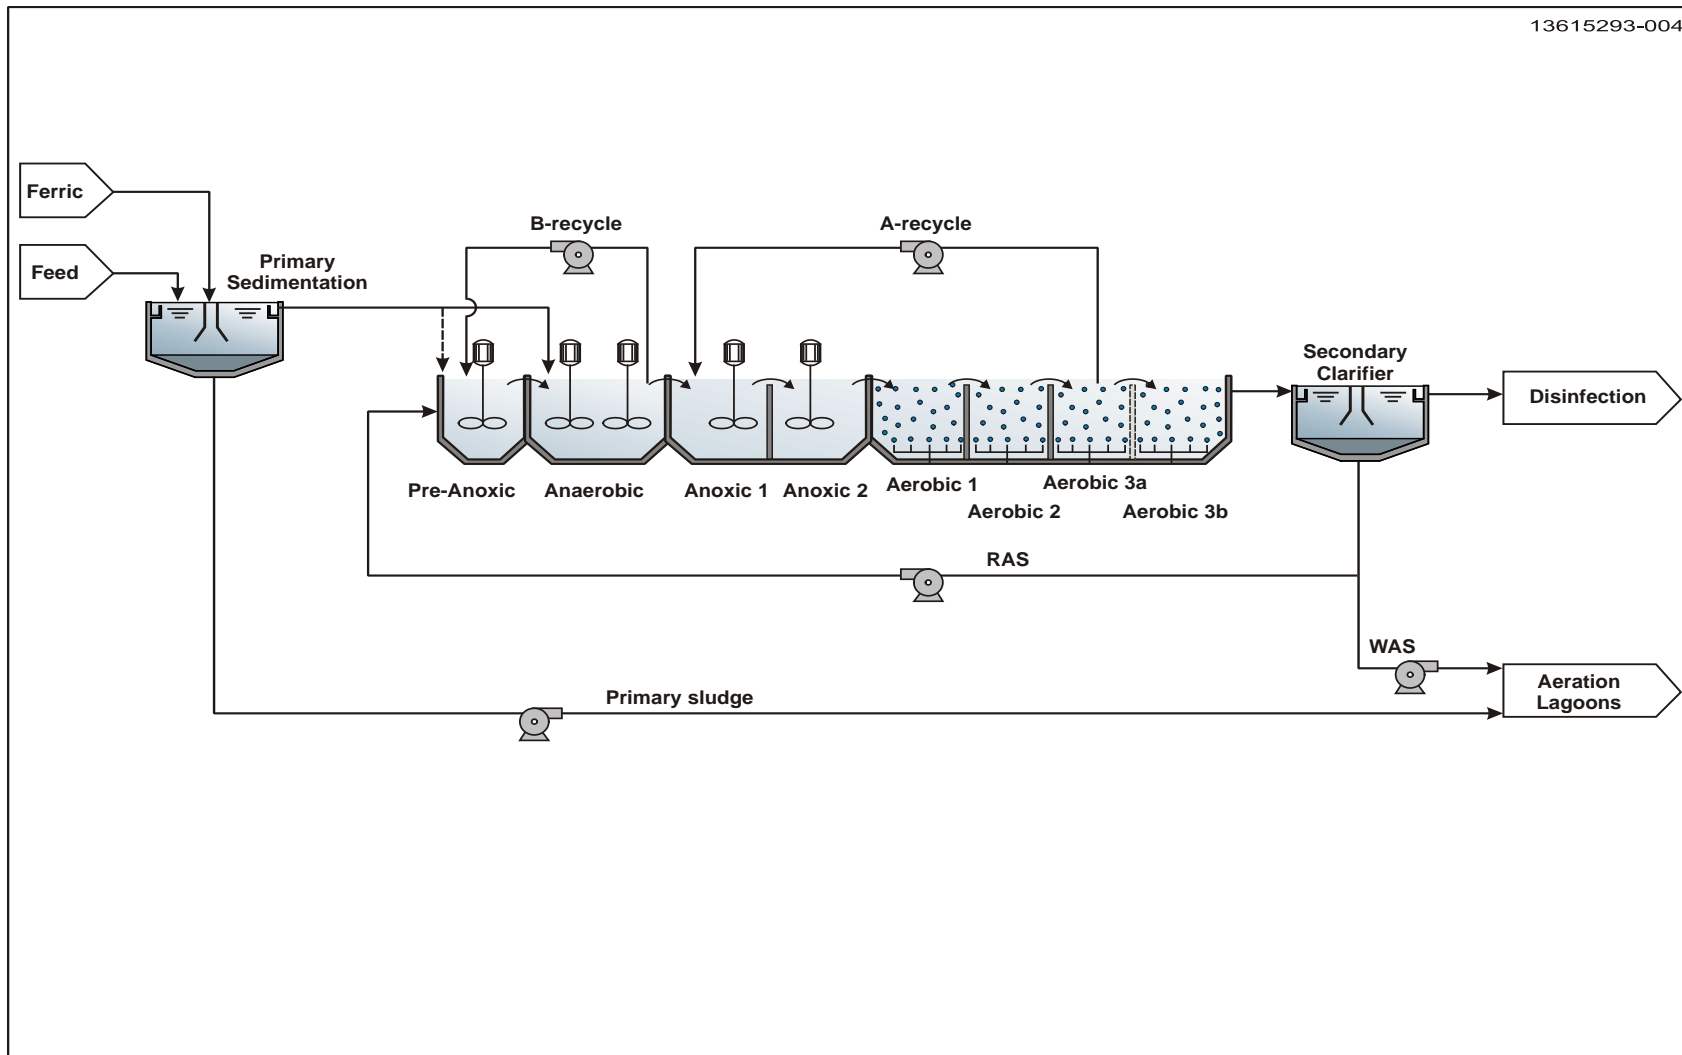 13615293-004
Ferric
B-recycle
A-recycle
Feed
Primary
Sedimentation
Secondary
Clarifier
Disinfection
Pre-Anoxic
Anaerobic
Anoxic 1
Anoxic 2
Aerobic 1
Aerobic 2
Aerobic 3a
Aerobic 3b
RAS
WAS
Primary sludge
Aeration
Lagoons